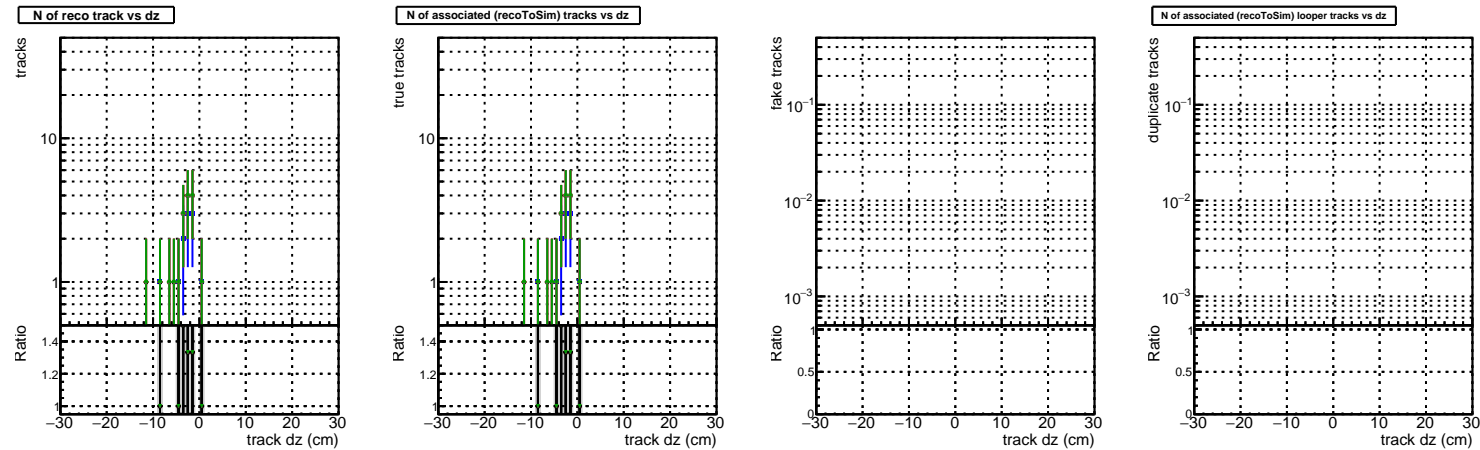 N of reco track vs dz
tracks
10
1
Ratio
1.4
1.2
1
−30 −20 −10 0 10 20 30
track dz (cm)
N of associated (recoToSim) tracks vs dz
true tracks
10
1
Ratio
1.4
1.2
1
−30 −20 −10 0 10 20 30
track dz (cm)
fake tracks
10−1
10−2
10−3
Ratio
1
0.5
0
−30 −20 −10 0 10 20 30
track dz (cm)
N of associated (recoToSim) looper tracks vs dz
duplicate tracks
10−1
10−2
10−3
Ratio
1
0.5
0
−30 −20 −10 0 10 20 30
track dz (cm)